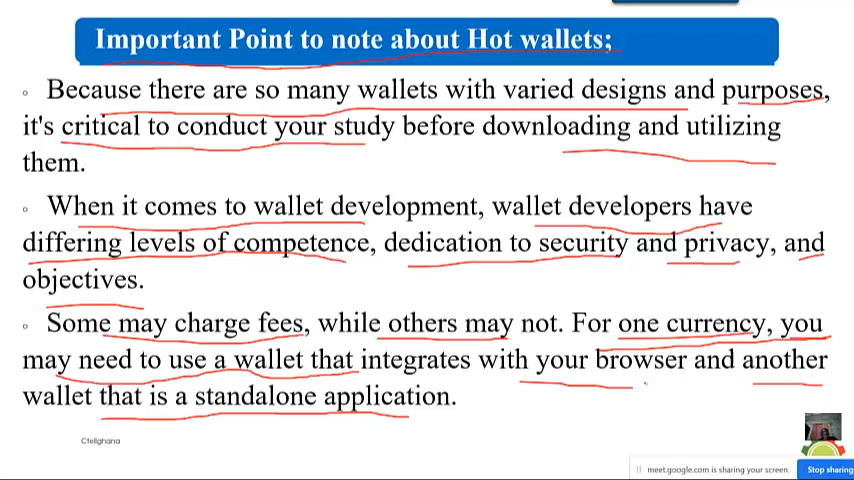 Important Point to note about Hot wallets;
◦ Because there are so many wallets with varied designs and purposes,
it's critical to conduct your study before downloading and utilizing
them.
◦ When it comes to wallet development, wallet developers have
differing levels of competence, dedication to security and privacy, and
objectives.
◦ Some may charge fees, while others may not. For one currency, you
may need to use a wallet that integrates with your browser and another
wallet that is a standalone application.
Ctellghana
meet.google.com is sharing your screen.
Stop sharing